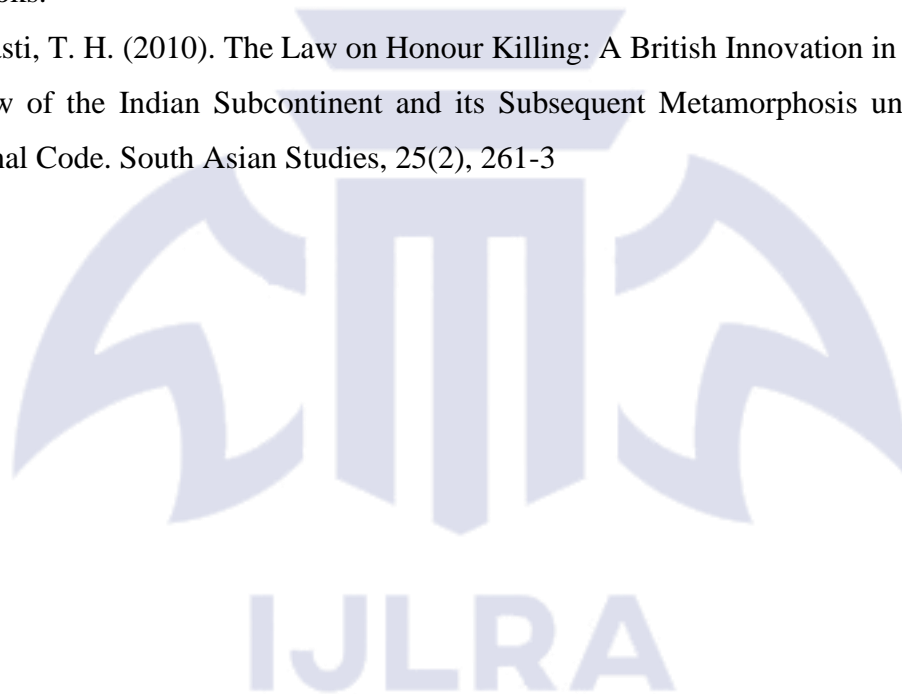 oks.
asti, T. H. (2010). The Law on Honour Killing: A British Innovation in
w of the Indian Subcontinent and its Subsequent Metamorphosis un
nal Code. South Asian Studies, 25(2), 261-3
IJLRA